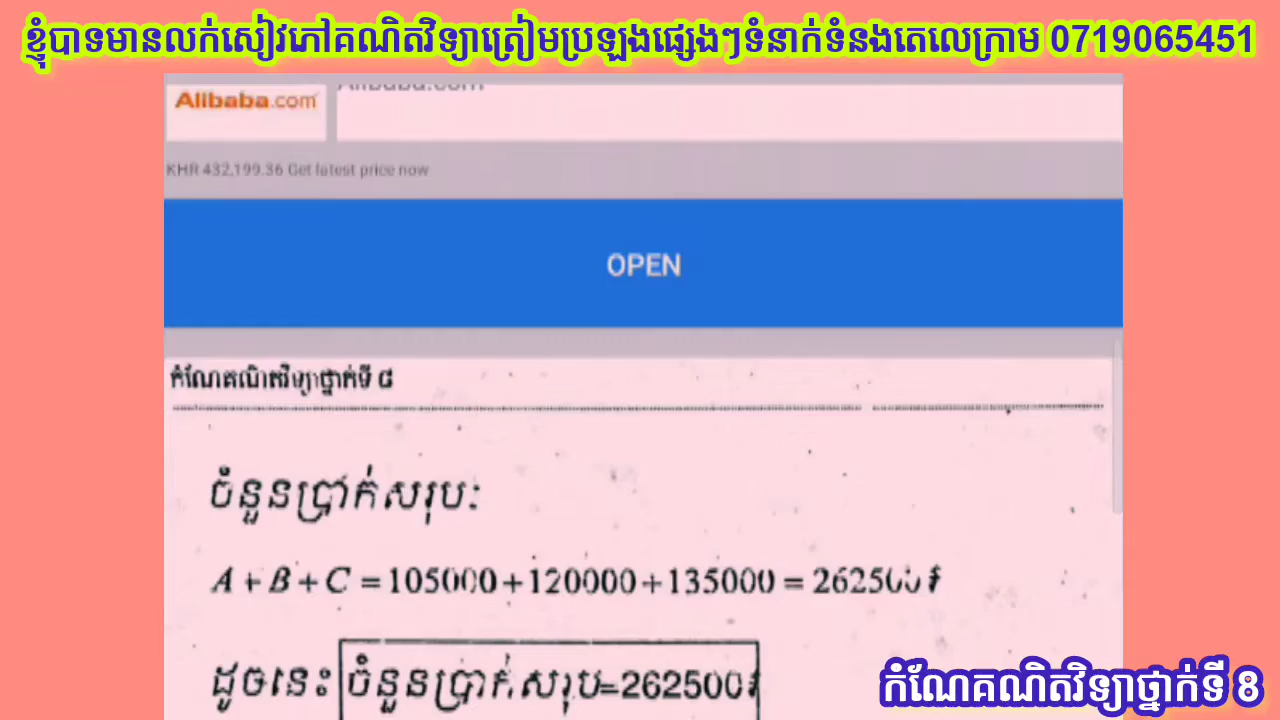 ខ្ញុំបាទមានលក់សៀវភៅគណិតវិទ្យាត្រៀមប្រឡងផ្សេងៗទំនាក់ទំនងតេលេក្រាម 0719065451
Alibaba.com
Alibaba.com
KHR 432,199.36 Get latest price now
OPEN
កំណែគណិតវិទ្យាថ្នាក់ទី ៨
ចំនួនប្រាក់សរុប:
A + B + C = 105000 + 120000 + 135000 = 262500៛
ដូចនេះ ចំនួនប្រាក់សរុប=262500៛
កំណែគណិតវិទ្យាថ្នាក់ទី 8